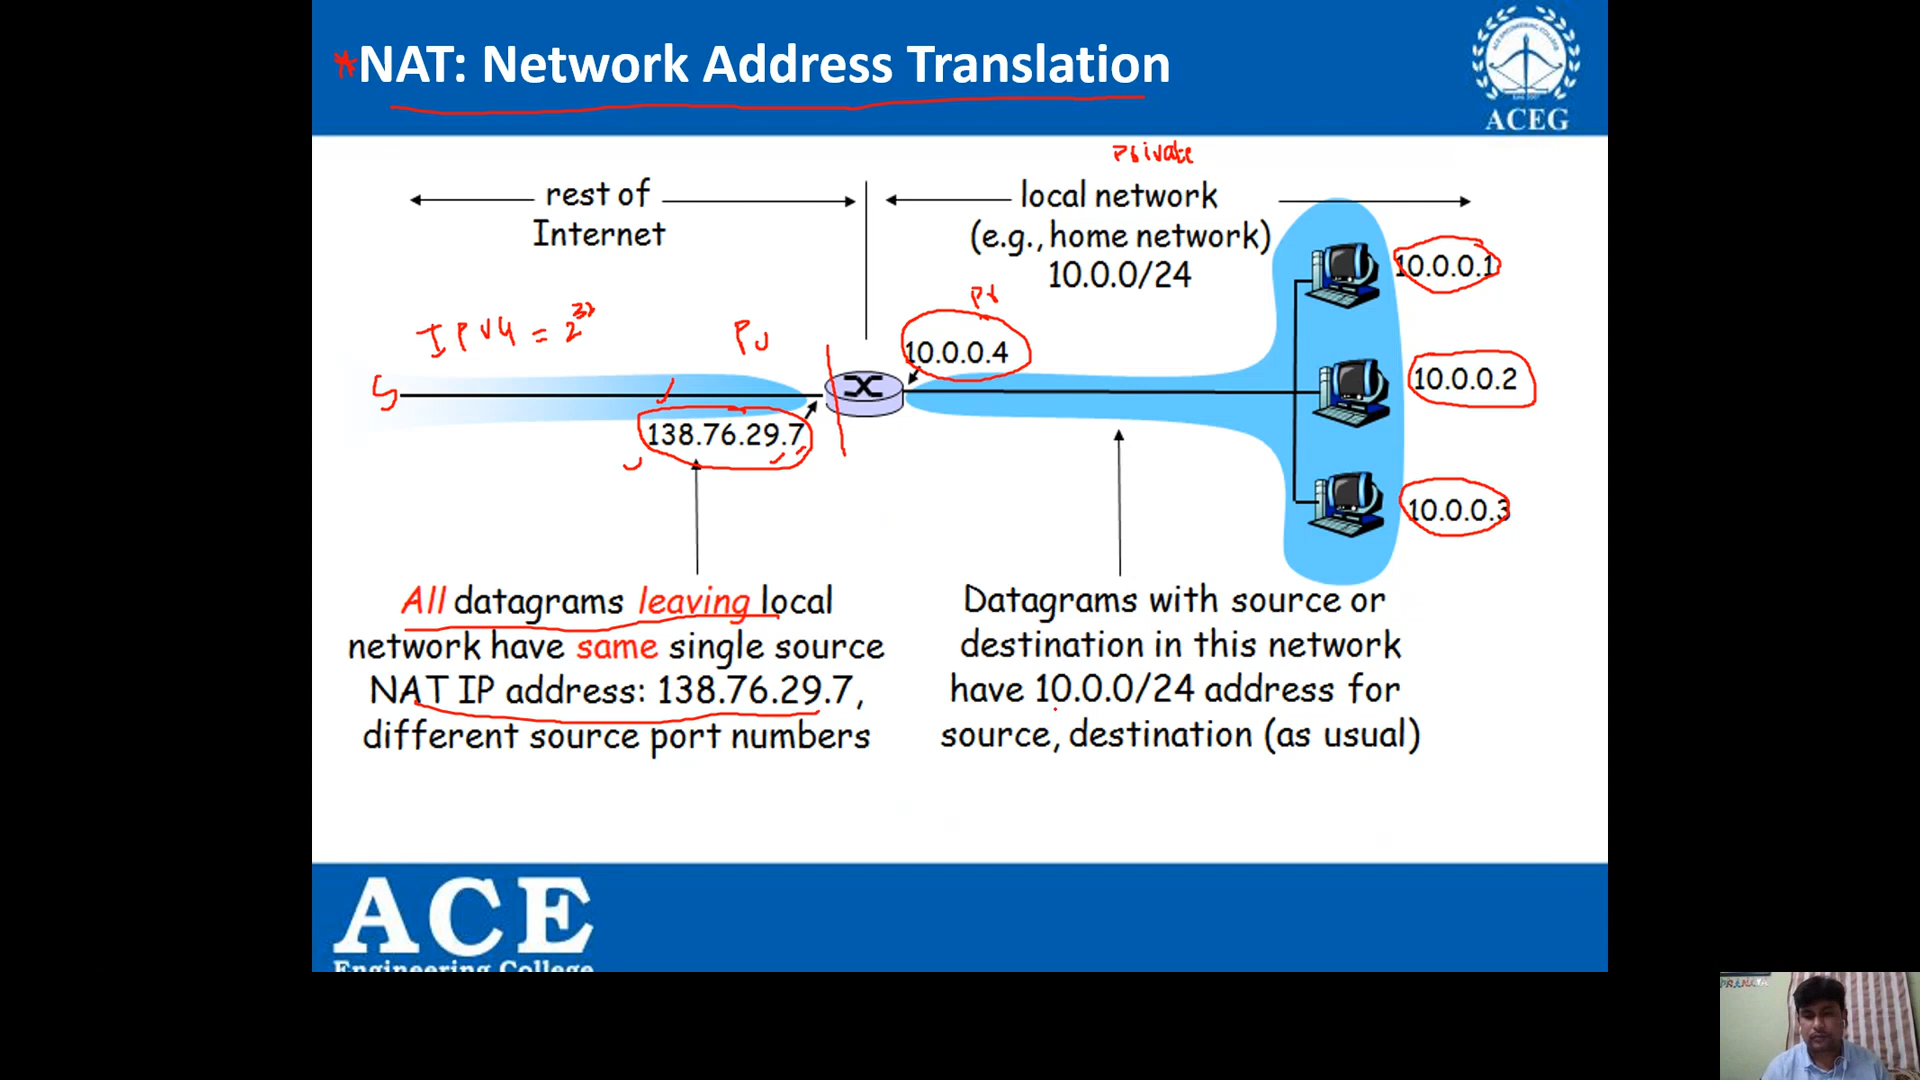 *NAT: Network Address Translation
ACEG
Private
rest of
Internet
local network
(e.g., home network)
10.0.0/24
10.0.0.1
Pr
IPV4 = 2^32
PU
10.0.0.4
10.0.0.2
S
138.76.29.7
10.0.0.3
All datagrams leaving local
network have same single source
NAT IP address: 138.76.29.7,
different source port numbers
Datagrams with source or
destination in this network
have 10.0.0/24 address for
source, destination (as usual)
ACE
Engineering College